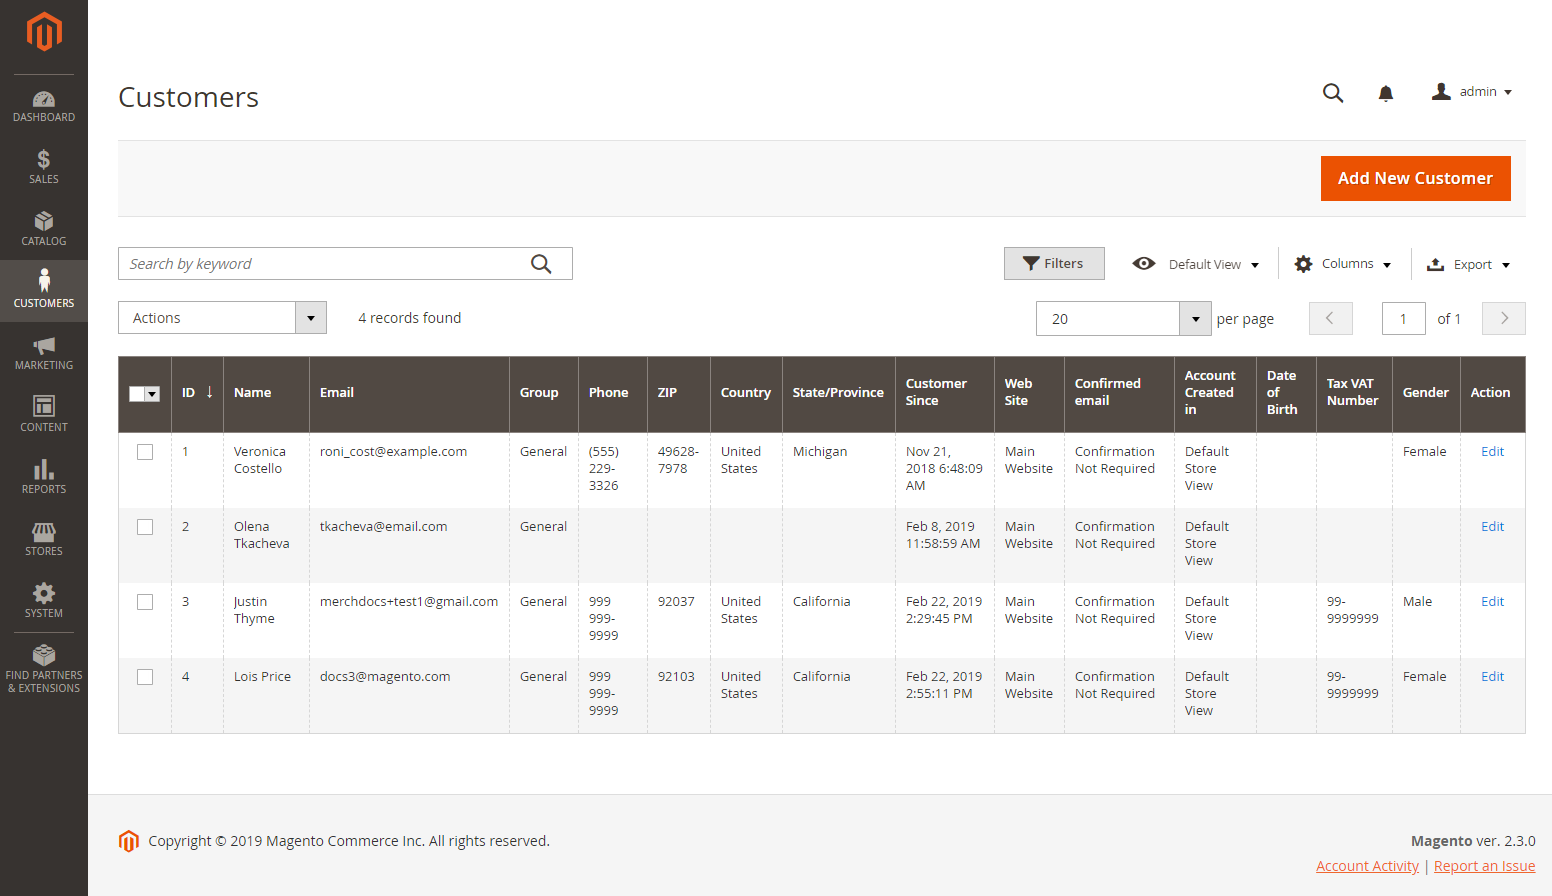 DASHBOARD
SALES
CATALOG
CUSTOMERS
MARKETING
CONTENT
REPORTS
STORES
SYSTEM
FIND PARTNERS
& EXTENSIONS
Customers
admin
Add New Customer
Search by keyword
Filters
Default View
Columns
Export
Actions
4 records found
20
per page
1
of 1
ID ↓ Name Email Group Phone ZIP Country State/Province Customer Since Web Site Confirmed email Account Created in Date of Birth Tax VAT Number Gender Action
1 Veronica Costello roni_cost@example.com General (555) 229-3326 49628-7978 United States Michigan Nov 21, 2018 6:48:09 AM Main Website Confirmation Not Required Default Store View Female Edit
2 Olena Tkacheva tkacheva@email.com General Feb 8, 2019 11:58:59 AM Main Website Confirmation Not Required Default Store View Edit
3 Justin Thyme merchdocs+test1@gmail.com General 999 999-9999 92037 United States California Feb 22, 2019 2:29:45 PM Main Website Confirmation Not Required Default Store View 99-9999999 Male Edit
4 Lois Price docs3@magento.com General 999 999-9999 92103 United States California Feb 22, 2019 2:55:11 PM Main Website Confirmation Not Required Default Store View 99-9999999 Female Edit
Copyright © 2019 Magento Commerce Inc. All rights reserved.
Magento ver. 2.3.0
Account Activity | Report an Issue